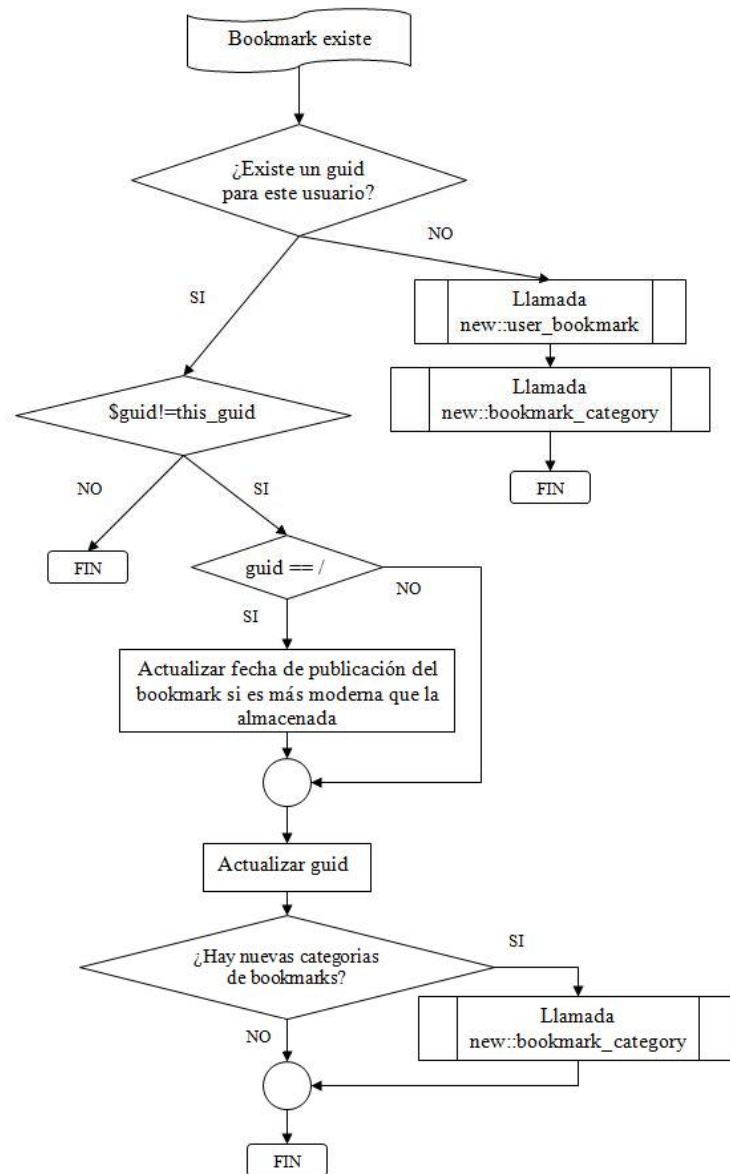 Bookmark existe
¿Existe un guid
para este usuario?
NO
SI
Llamada
new::user_bookmark
Llamada
new::bookmark_category
$guid!=this_guid
NO
SI
FIN
FIN
guid == /
NO
SI
Actualizar fecha de publicación del
bookmark si es más moderna que la
almacenada
Actualizar guid
¿Hay nuevas categorias
de bookmarks?
SI
Llamada
new::bookmark_category
NO
FIN